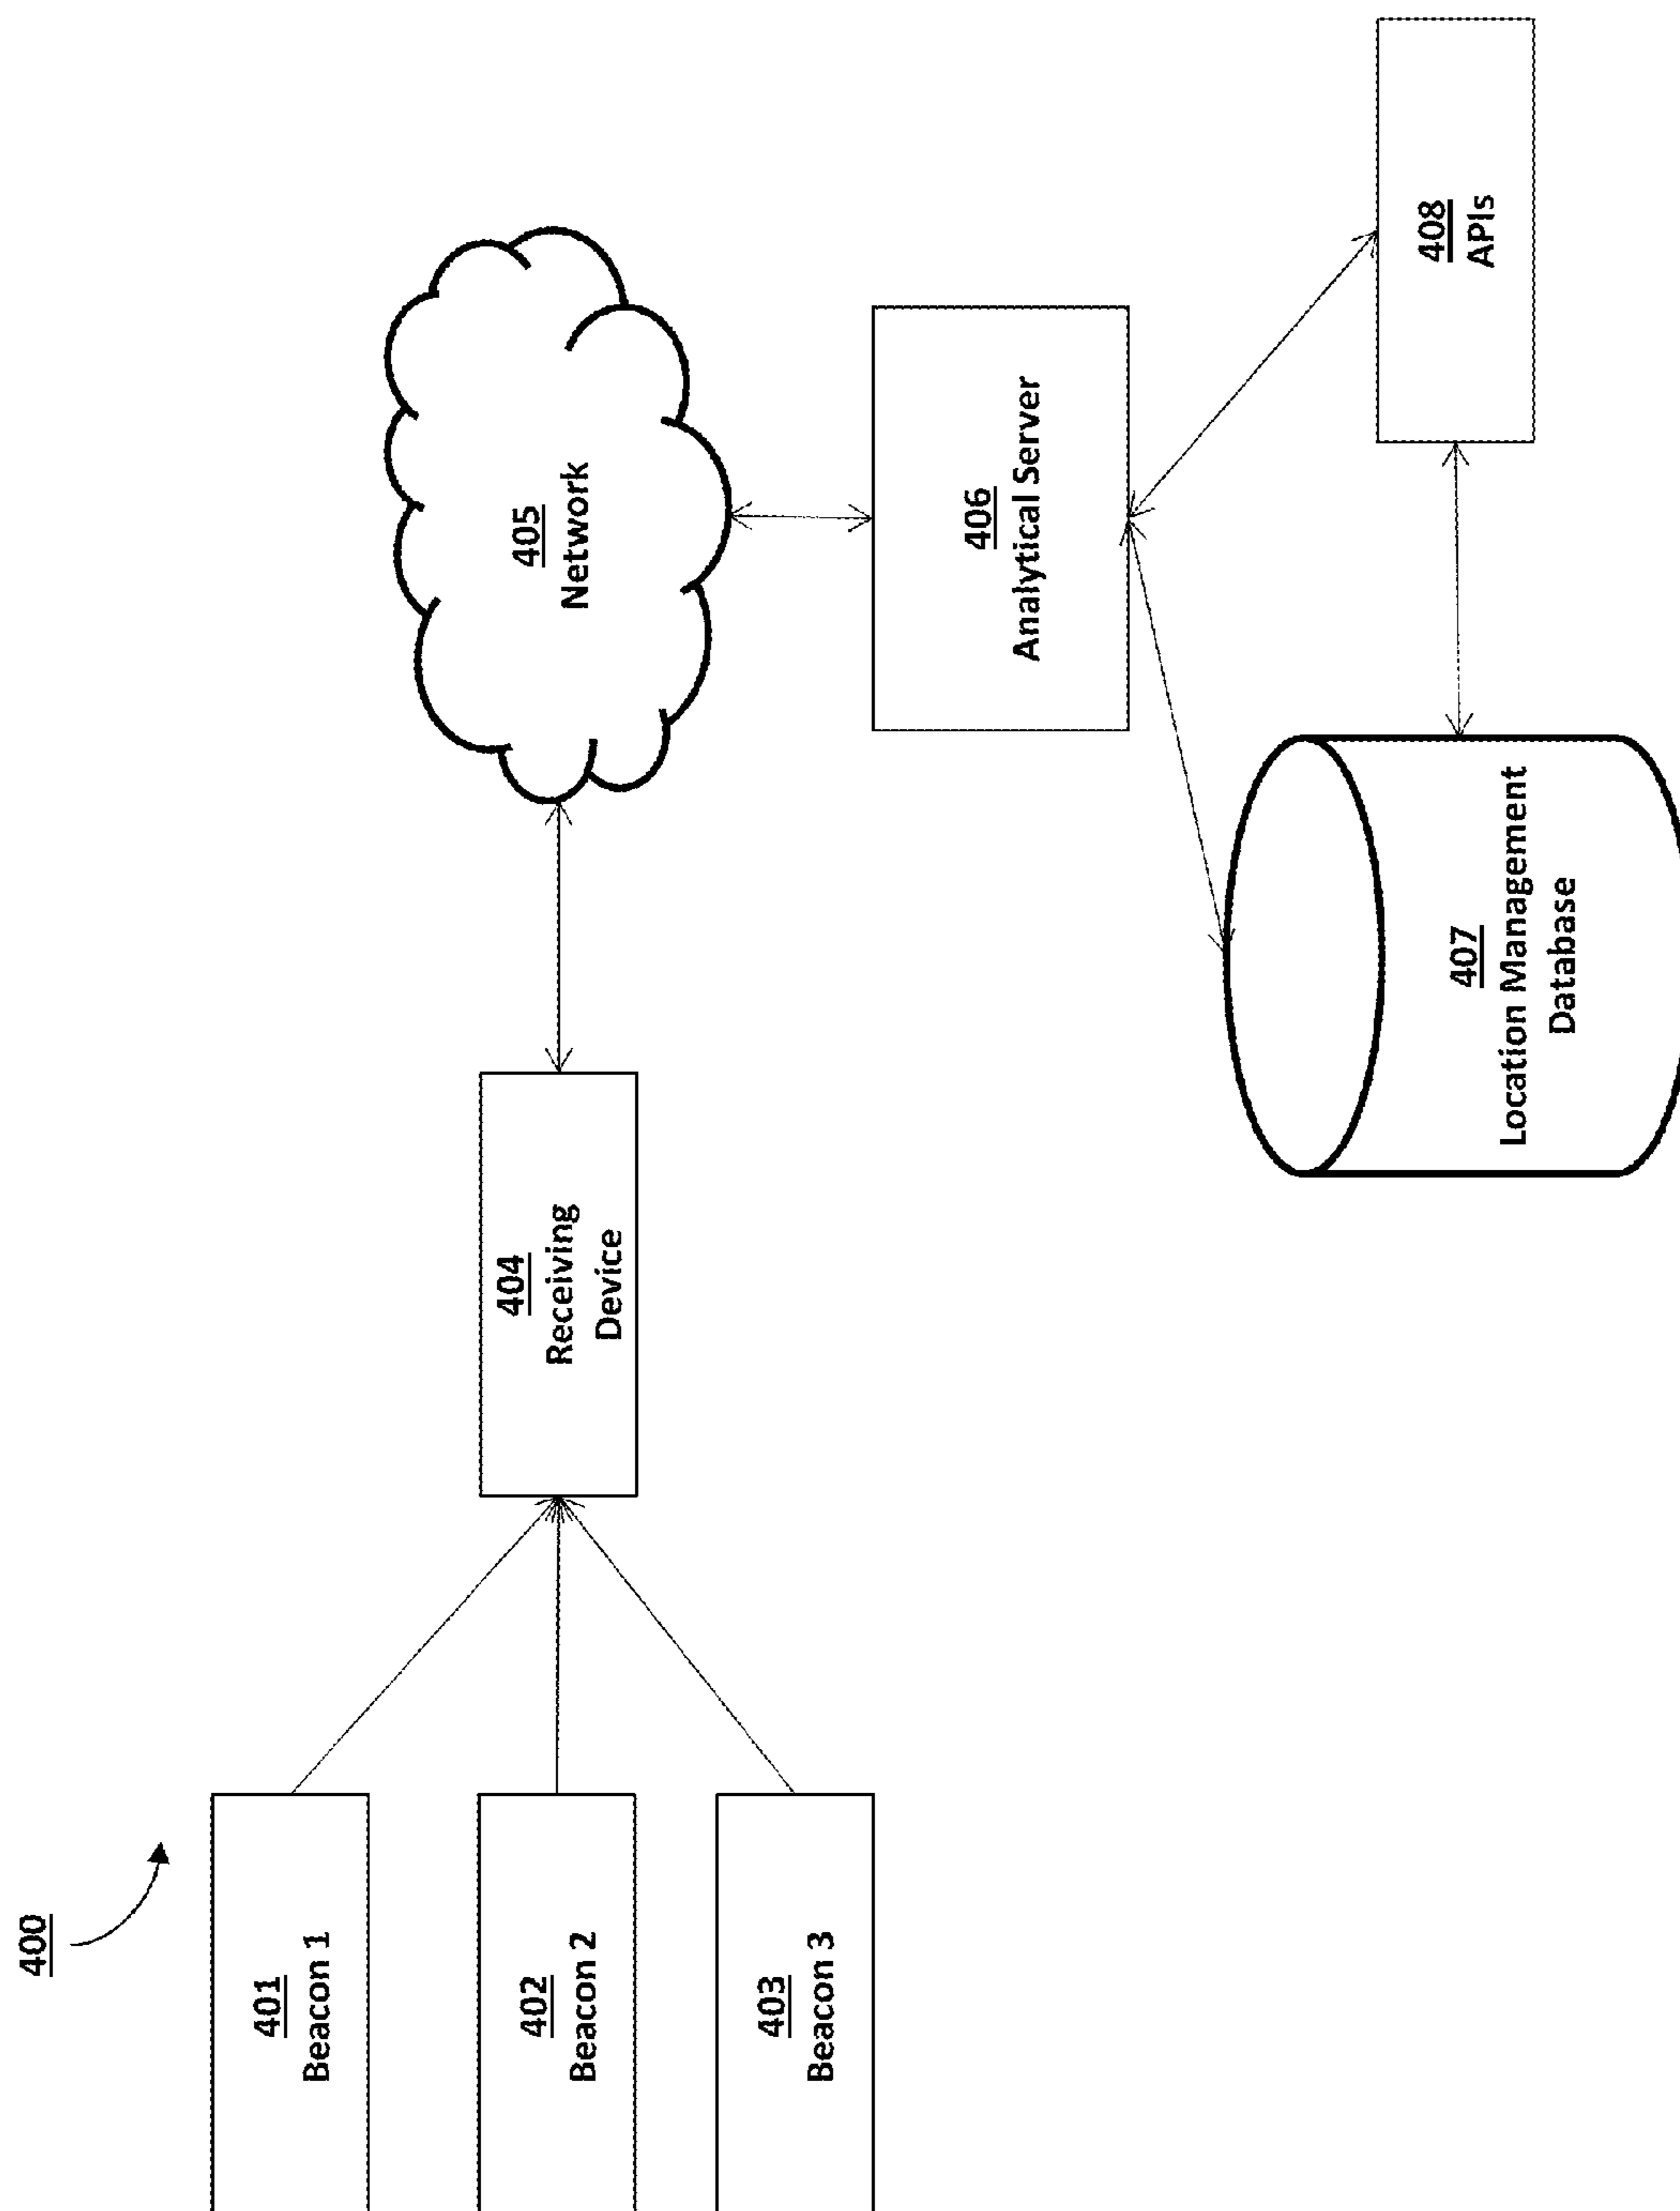 400
401
Beacon 1
402
Beacon 2
403
Beacon 3
404
Receiving
Device
405
Network
406
Analytical Server
407
Location Management
Database
408
APIs